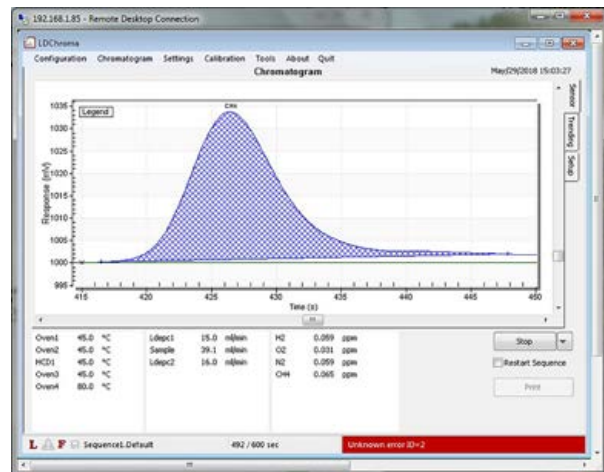 192.168.1.85 - Remote Desktop Connection
LDChroma
Configuration Chromatogram Settings Calibration Tools About Quit
Chromatogram May/29/2018 15:03:27
Legend
CH4
Sensor
Trending
Setup
Response (mV)
1035
1030
1025
1020
1015
1010
1005
1000
995
415 420 425 430 435 440 445 450
Time (s)
Oven1 45.0 °C Ldepc1 15.0 ml/min H2 0.059 ppm
Oven2 45.0 °C Sample 39.1 ml/min O2 0.031 ppm
HCD1 45.0 °C Ldepc2 16.0 ml/min N2 0.059 ppm
Oven3 45.0 °C CH4 0.065 ppm
Oven4 80.0 °C
Stop
Restart Sequence
Print
L A F Sequence1.Default 492 / 600 sec Unknown error ID=2